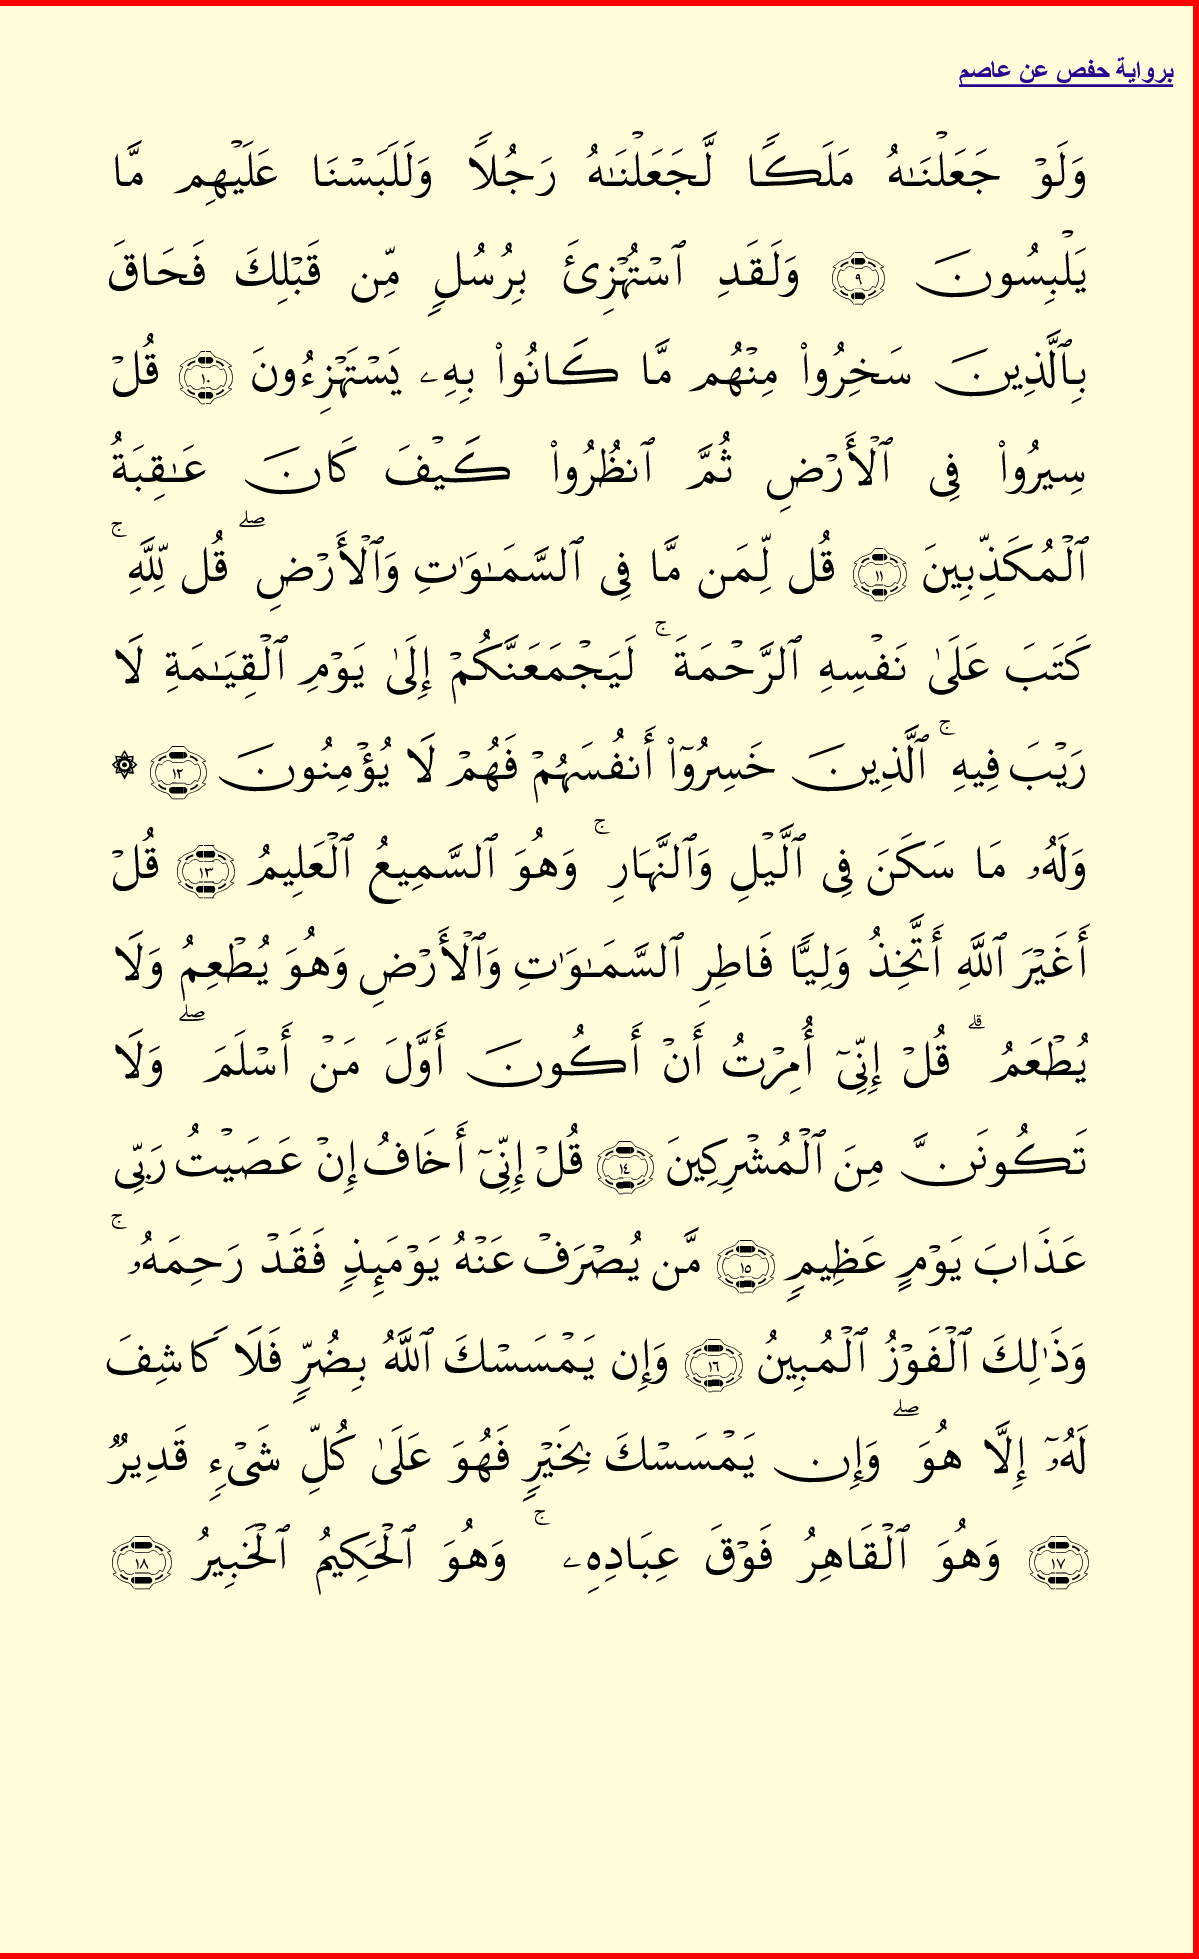 برواية حفص عن عاصم
وَلَوۡ جَعَلۡنَٰهُ مَلَكࣰا لَّجَعَلۡنَٰهُ رَجُلࣰا وَلَلَبَسۡنَا عَلَيۡهِم مَّا
يَلۡبِسُونَ ٩ وَلَقَدِ ٱسۡتُهۡزِئَ بِرُسُلࣲ مِّن قَبۡلِكَ فَحَاقَ
بِٱلَّذِينَ سَخِرُواْ مِنۡهُم مَّا كَانُواْ بِهِۦ يَسۡتَهۡزِءُونَ ١٠ قُلۡ
سِيرُواْ فِي ٱلۡأَرۡضِ ثُمَّ ٱنظُرُواْ كَيۡفَ كَانَ عَٰقِبَةُ
ٱلۡمُكَذِّبِينَ ١١ قُل لِّمَن مَّا فِي ٱلسَّمَٰوَٰتِ وَٱلۡأَرۡضِۖ قُل لِّلَّهِۚ
كَتَبَ عَلَىٰ نَفۡسِهِ ٱلرَّحۡمَةَۚ لَيَجۡمَعَنَّكُمۡ إِلَىٰ يَوۡمِ ٱلۡقِيَٰمَةِ لَا
رَيۡبَ فِيهِۚ ٱلَّذِينَ خَسِرُوٓاْ أَنفُسَهُمۡ فَهُمۡ لَا يُؤۡمِنُونَ ١٢ ۞
وَلَهُۥ مَا سَكَنَ فِي ٱلَّيۡلِ وَٱلنَّهَارِۚ وَهُوَ ٱلسَّمِيعُ ٱلۡعَلِيمُ ١٣ قُلۡ
أَغَيۡرَ ٱللَّهِ أَتَّخِذُ وَلِيࣰّا فَاطِرِ ٱلسَّمَٰوَٰتِ وَٱلۡأَرۡضِ وَهُوَ يُطۡعِمُ وَلَا
يُطۡعَمُۗ قُلۡ إِنِّيٓ أُمِرۡتُ أَنۡ أَكُونَ أَوَّلَ مَنۡ أَسۡلَمَۖ وَلَا
تَكُونَنَّ مِنَ ٱلۡمُشۡرِكِينَ ١٤ قُلۡ إِنِّيٓ أَخَافُ إِنۡ عَصَيۡتُ رَبِّي
عَذَابَ يَوۡمٍ عَظِيمࣲ ١٥ مَّن يُصۡرَفۡ عَنۡهُ يَوۡمَئِذࣲ فَقَدۡ رَحِمَهُۥۚ
وَذَٰلِكَ ٱلۡفَوۡزُ ٱلۡمُبِينُ ١٦ وَإِن يَمۡسَسۡكَ ٱللَّهُ بِضُرࣲّ فَلَا كَاشِفَ
لَهُۥٓ إِلَّا هُوَۖ وَإِن يَمۡسَسۡكَ بِخَيۡرࣲ فَهُوَ عَلَىٰ كُلِّ شَيۡءࣲ قَدِيرࣱ
١٧ وَهُوَ ٱلۡقَاهِرُ فَوۡقَ عِبَادِهِۦۚ وَهُوَ ٱلۡحَكِيمُ ٱلۡخَبِيرُ ١٨